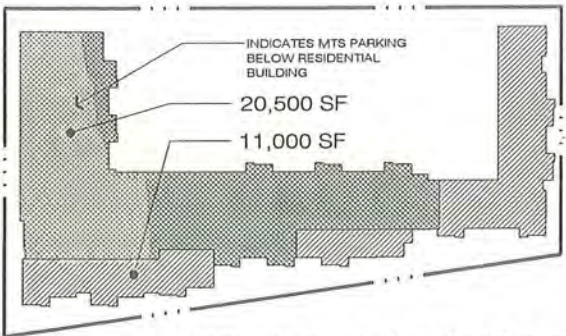 INDICATES MTS PARKING
BELOW RESIDENTIAL
BUILDING
20,500 SF
11,000 SF